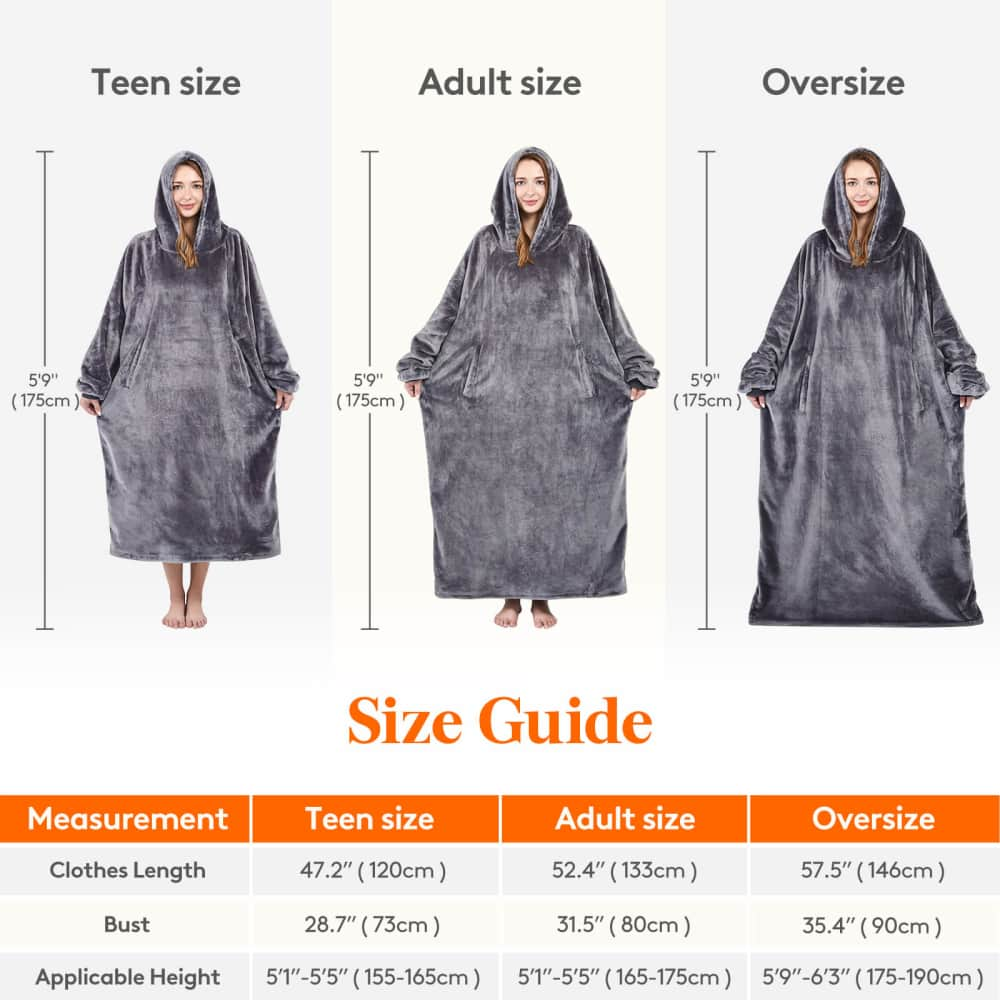 Teen size
Adult size
Oversize
5'9"
( 175cm )
5'9"
( 175cm )
5'9"
( 175cm )
Size Guide
Measurement Teen size Adult size Oversize
Clothes Length 47.2” ( 120cm ) 52.4” ( 133cm ) 57.5” ( 146cm )
Bust 28.7” ( 73cm ) 31.5” ( 80cm ) 35.4” ( 90cm )
Applicable Height 5’1”-5’5” ( 155-165cm ) 5’1”-5’5” ( 165-175cm ) 5’9”-6’3” ( 175-190cm )